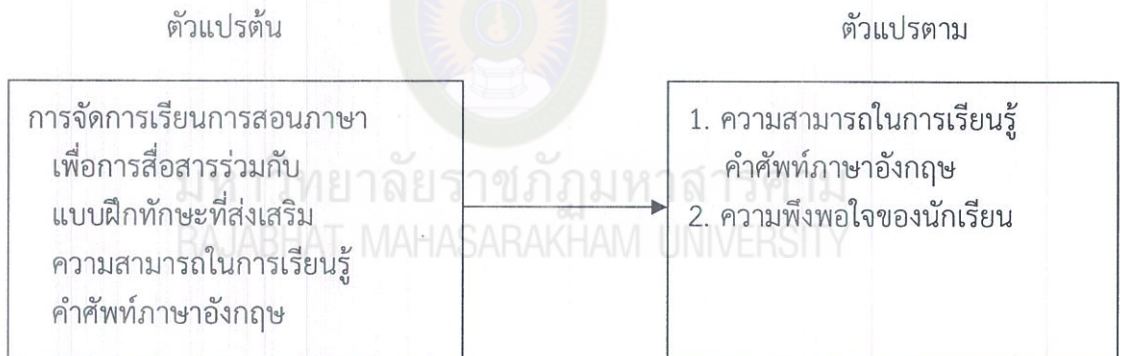 ตัวแปรต้น
ตัวแปรตาม
การจัดการเรียนการสอนภาษา
เพื่อการสื่อสารร่วมกับ
แบบฝึกทักษะที่ส่งเสริม
ความสามารถในการเรียนรู้
คำศัพท์ภาษาอังกฤษ
1. ความสามารถในการเรียนรู้
คำศัพท์ภาษาอังกฤษ
2. ความพึงพอใจของนักเรียน
มหาวิทยาลัยราชภัฏมหาสารคาม
RAJABHAT MAHASARAKHAM UNIVERSITY